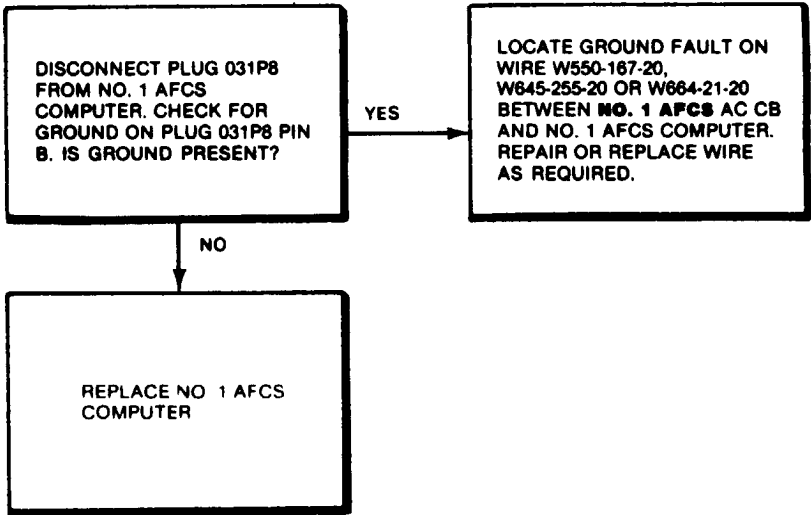 DISCONNECT PLUG 031P8
FROM NO. 1 AFCS
COMPUTER. CHECK FOR
GROUND ON PLUG 031P8 PIN
B. IS GROUND PRESENT?
YES
LOCATE GROUND FAULT ON
WIRE W550-167-20,
W645-255-20 OR W664-21-20
BETWEEN NO. 1 AFCS AC CB
AND NO. 1 AFCS COMPUTER.
REPAIR OR REPLACE WIRE
AS REQUIRED.
NO
REPLACE NO 1 AFCS
COMPUTER